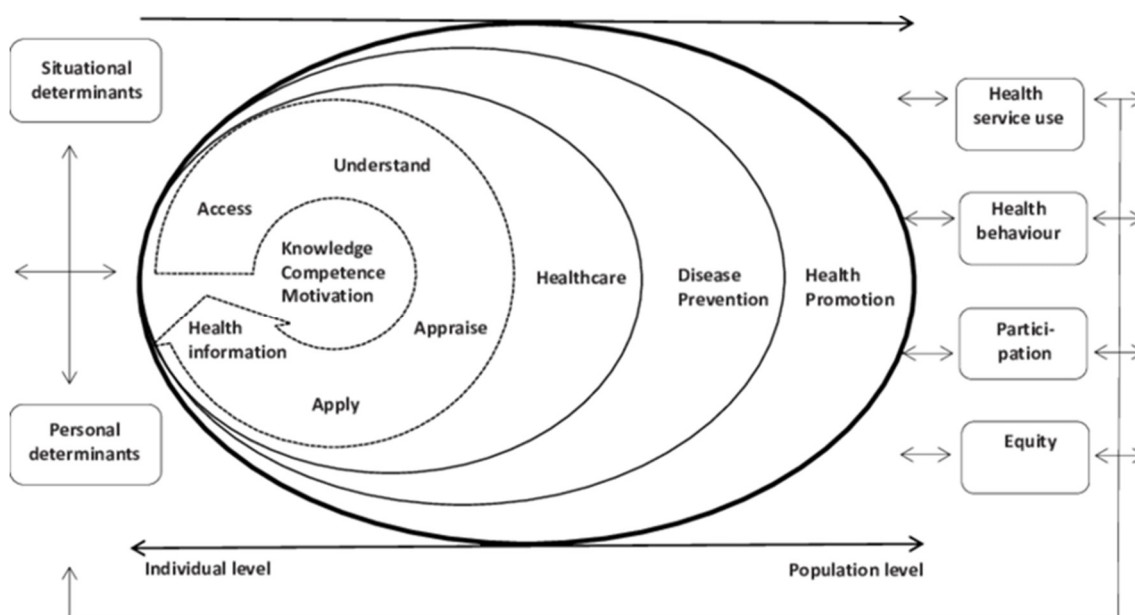 Situational
determinants
Personal
determinants
Access
Understand
Knowledge
Competence
Motivation
Health
information
Appraise
Apply
Healthcare
Disease
Prevention
Health
Promotion
Health
service use
Health
behaviour
Partici-
pation
Equity
Individual level
Population level